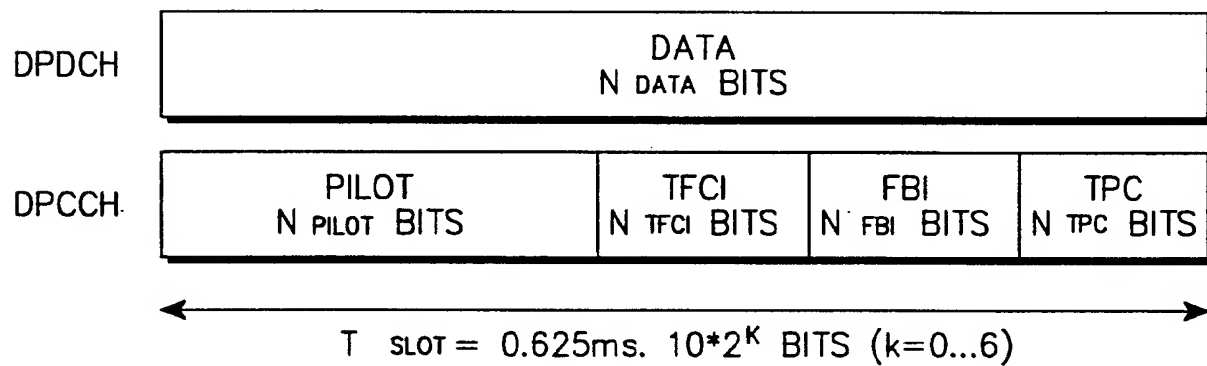 DPDCH
DATA
N DATA BITS
DPCCH
PILOT
N PILOT BITS
TFCI
N TFCI BITS
FBI
N FBI BITS
TPC
N TPC BITS
T SLOT = 0.625ms. 10*2^K BITS (k=0...6)